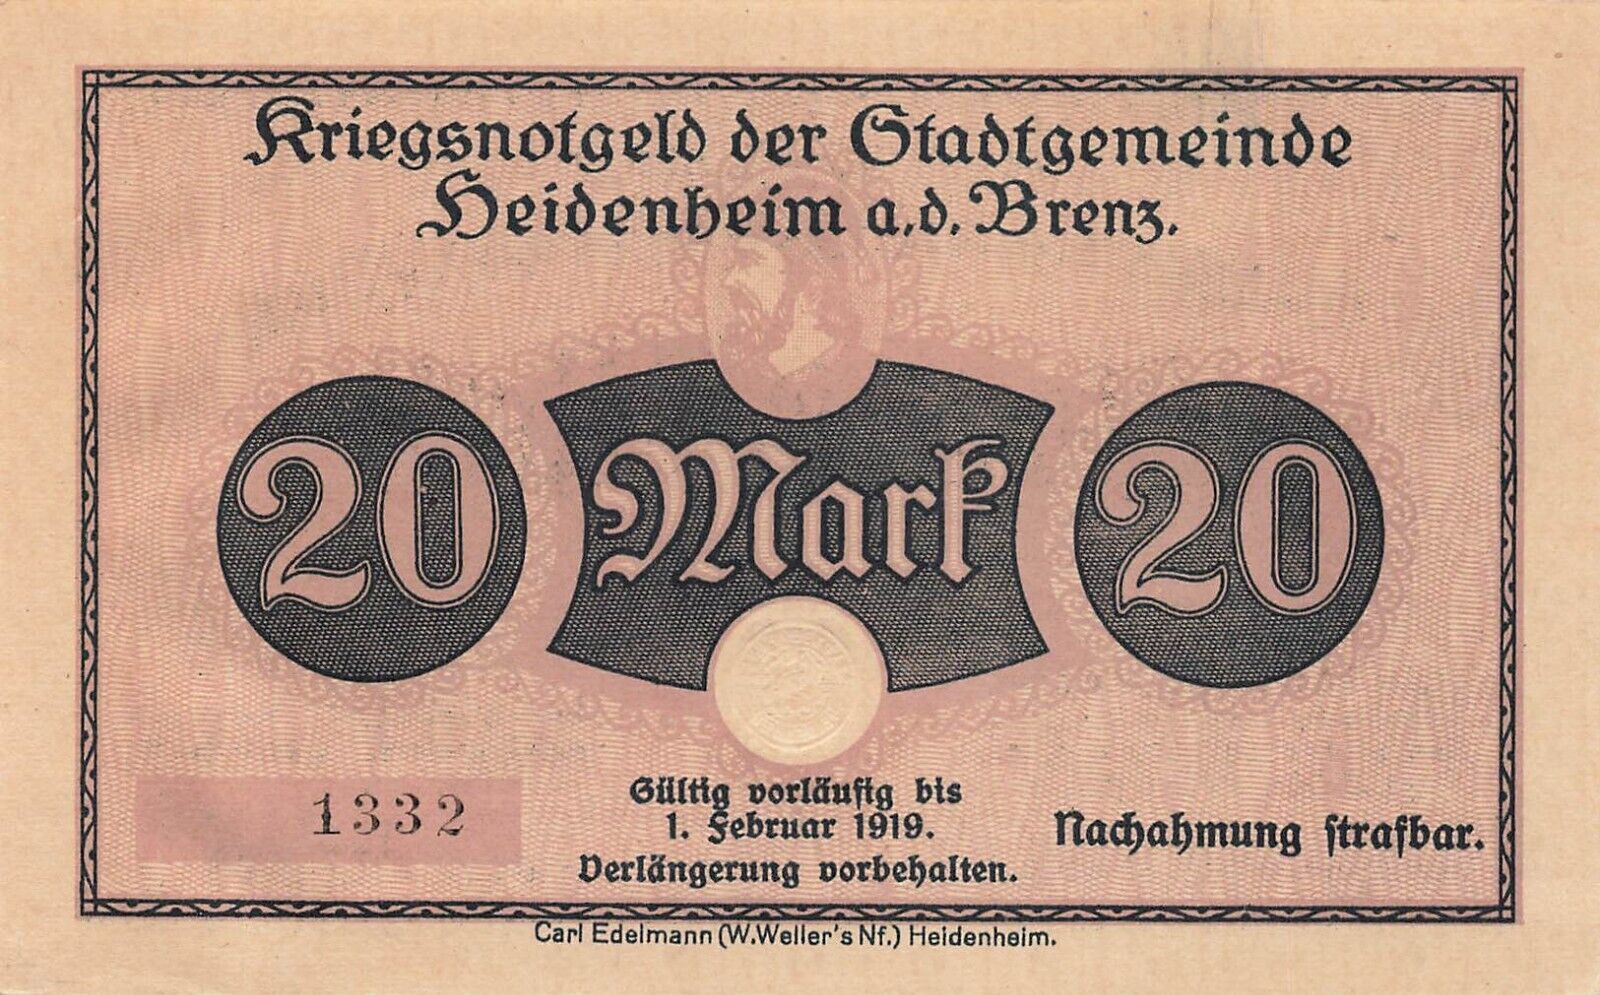 Kriegsnotgeld der Stadtgemeinde
Heidenheim a.d. Brenz.
20 Mark 20
1332
Gültig vorläufig bis
1. Februar 1919.
Verlängerung vorbehalten.
Nachahmung strafbar.
Carl Edelmann (W. Weller's Nf.) Heidenheim.